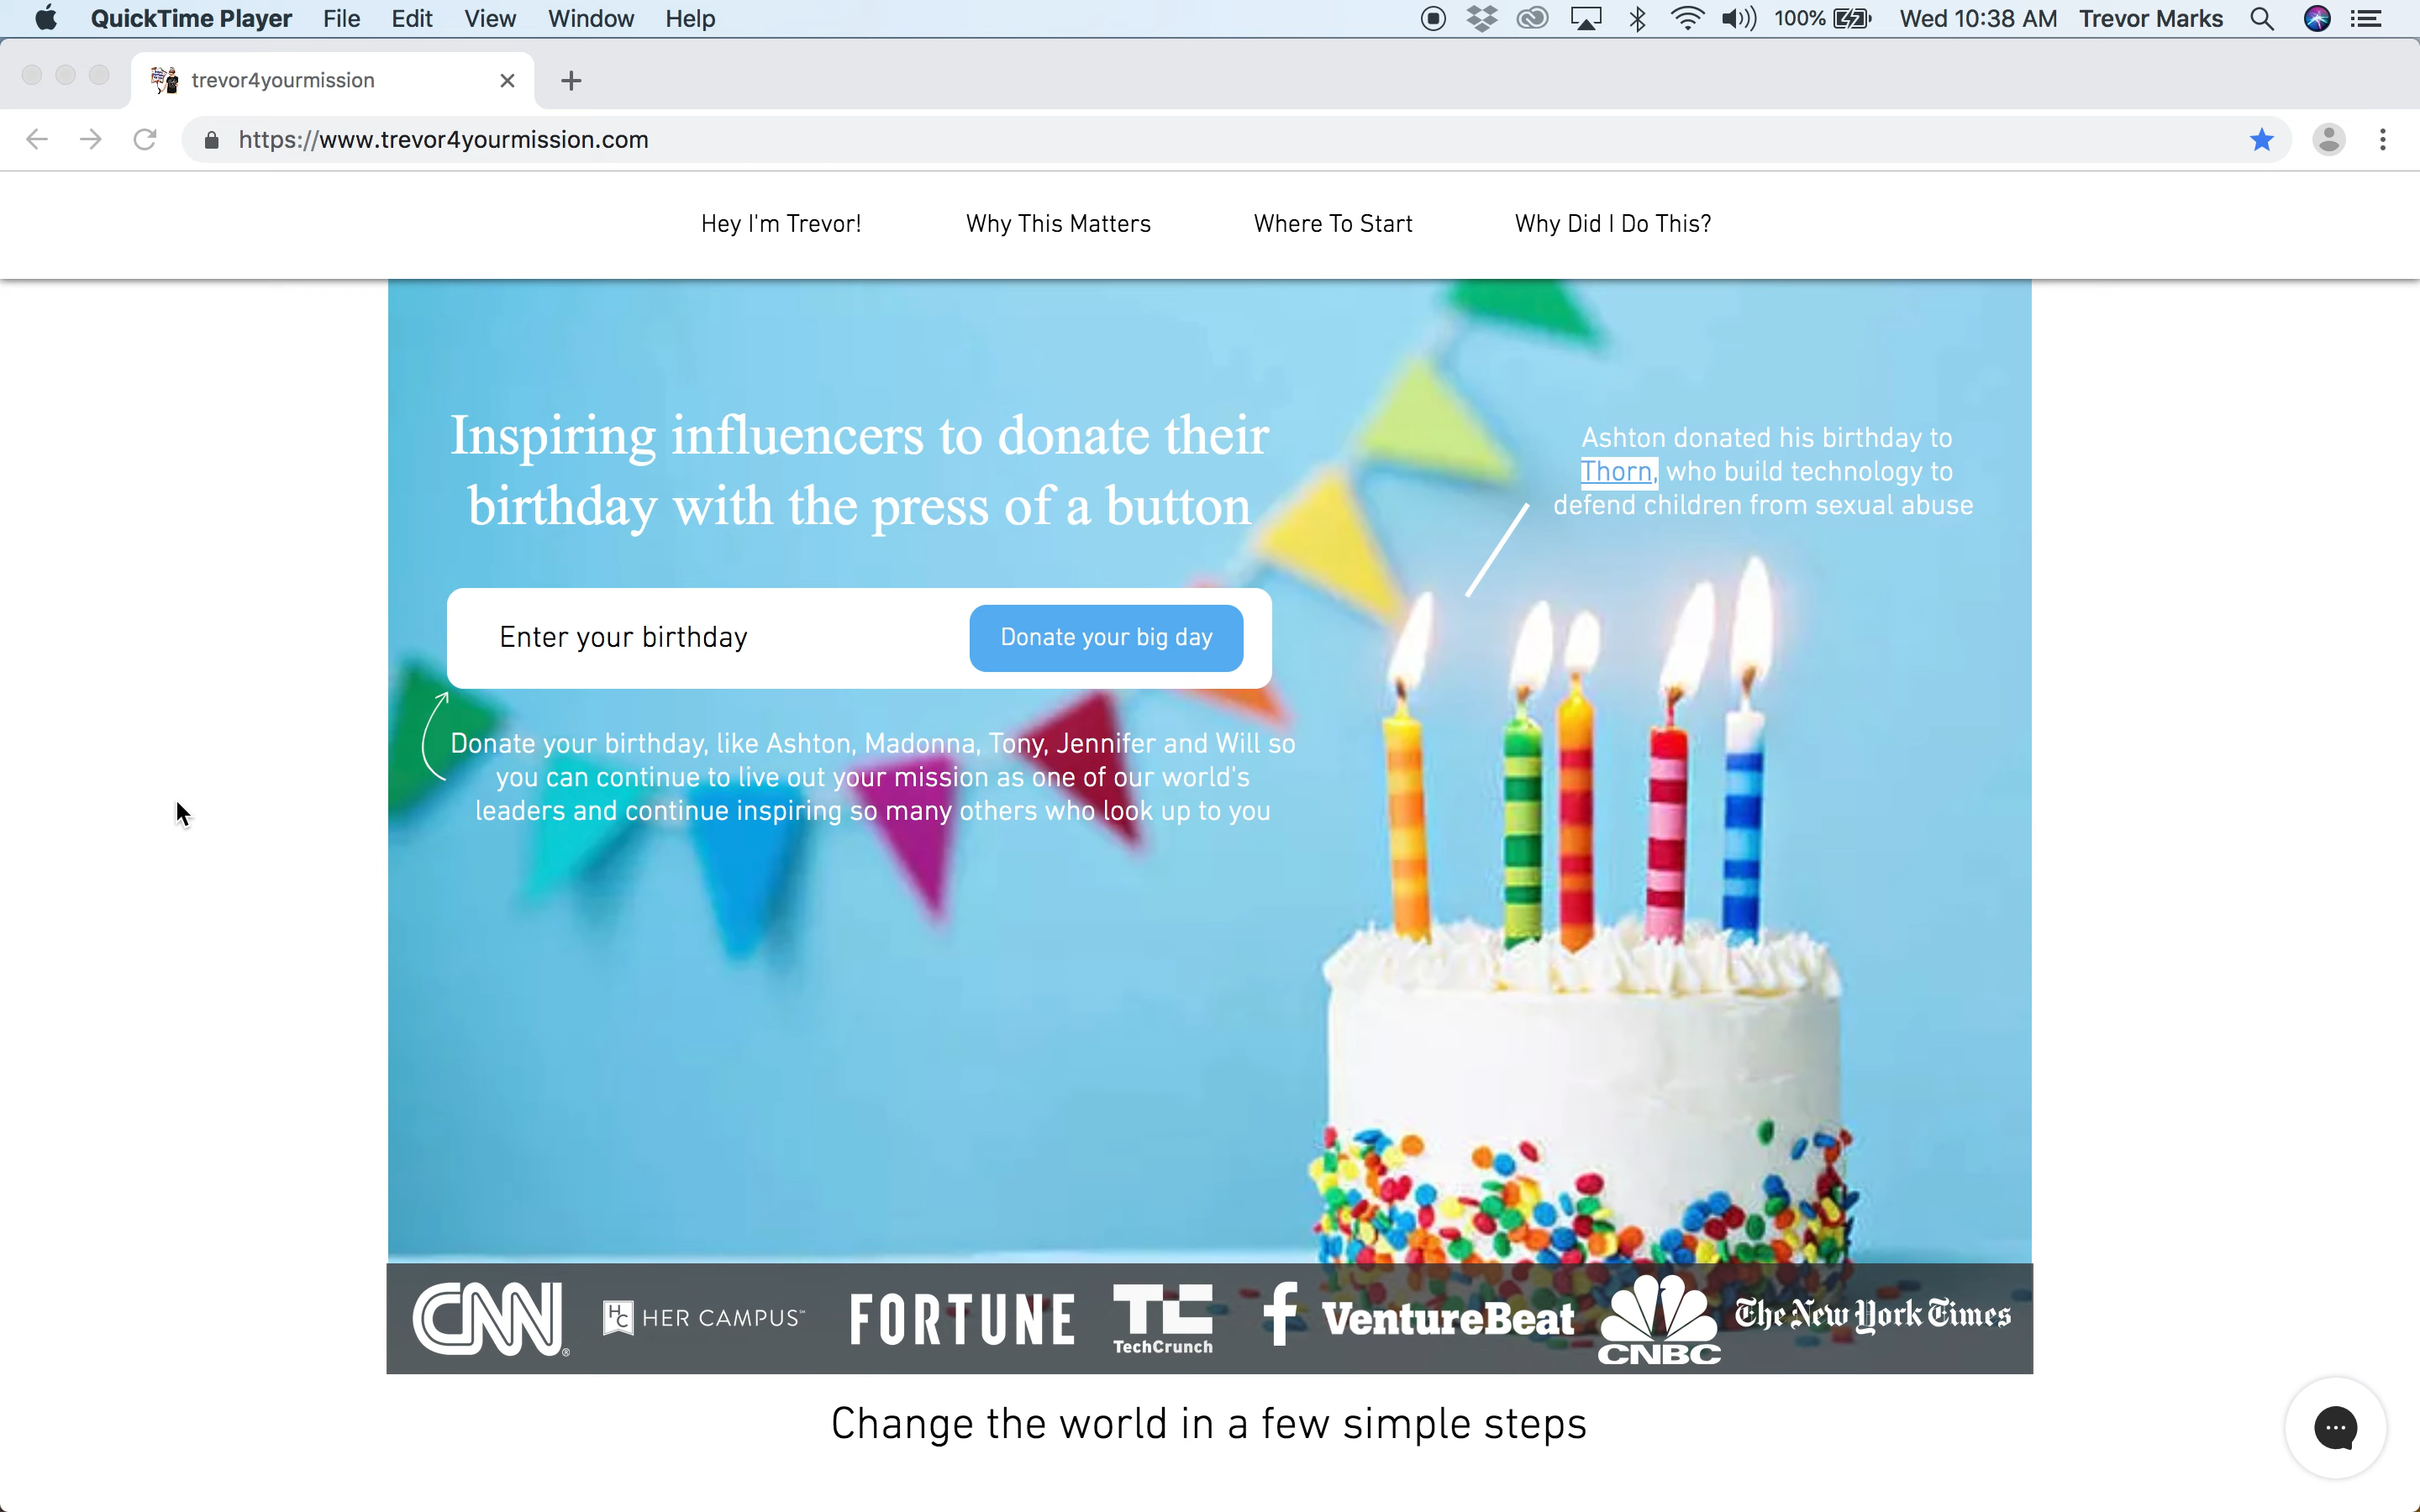 QuickTime Player File Edit View Window Help 100% Wed 10:38 AM Trevor Marks
trevor4yourmission
https://www.trevor4yourmission.com
Hey I'm Trevor! Why This Matters Where To Start Why Did I Do This?
Inspiring influencers to donate their
birthday with the press of a button
Ashton donated his birthday to
Thorn, who build technology to
defend children from sexual abuse
Enter your birthday Donate your big day
Donate your birthday, like Ashton, Madonna, Tony, Jennifer and Will so
you can continue to live out your mission as one of our world's
leaders and continue inspiring so many others who look up to you
CNN® HC HER CAMPUS℠ FORTUNE TC TechCrunch f VentureBeat CNBC The New York Times
Change the world in a few simple steps